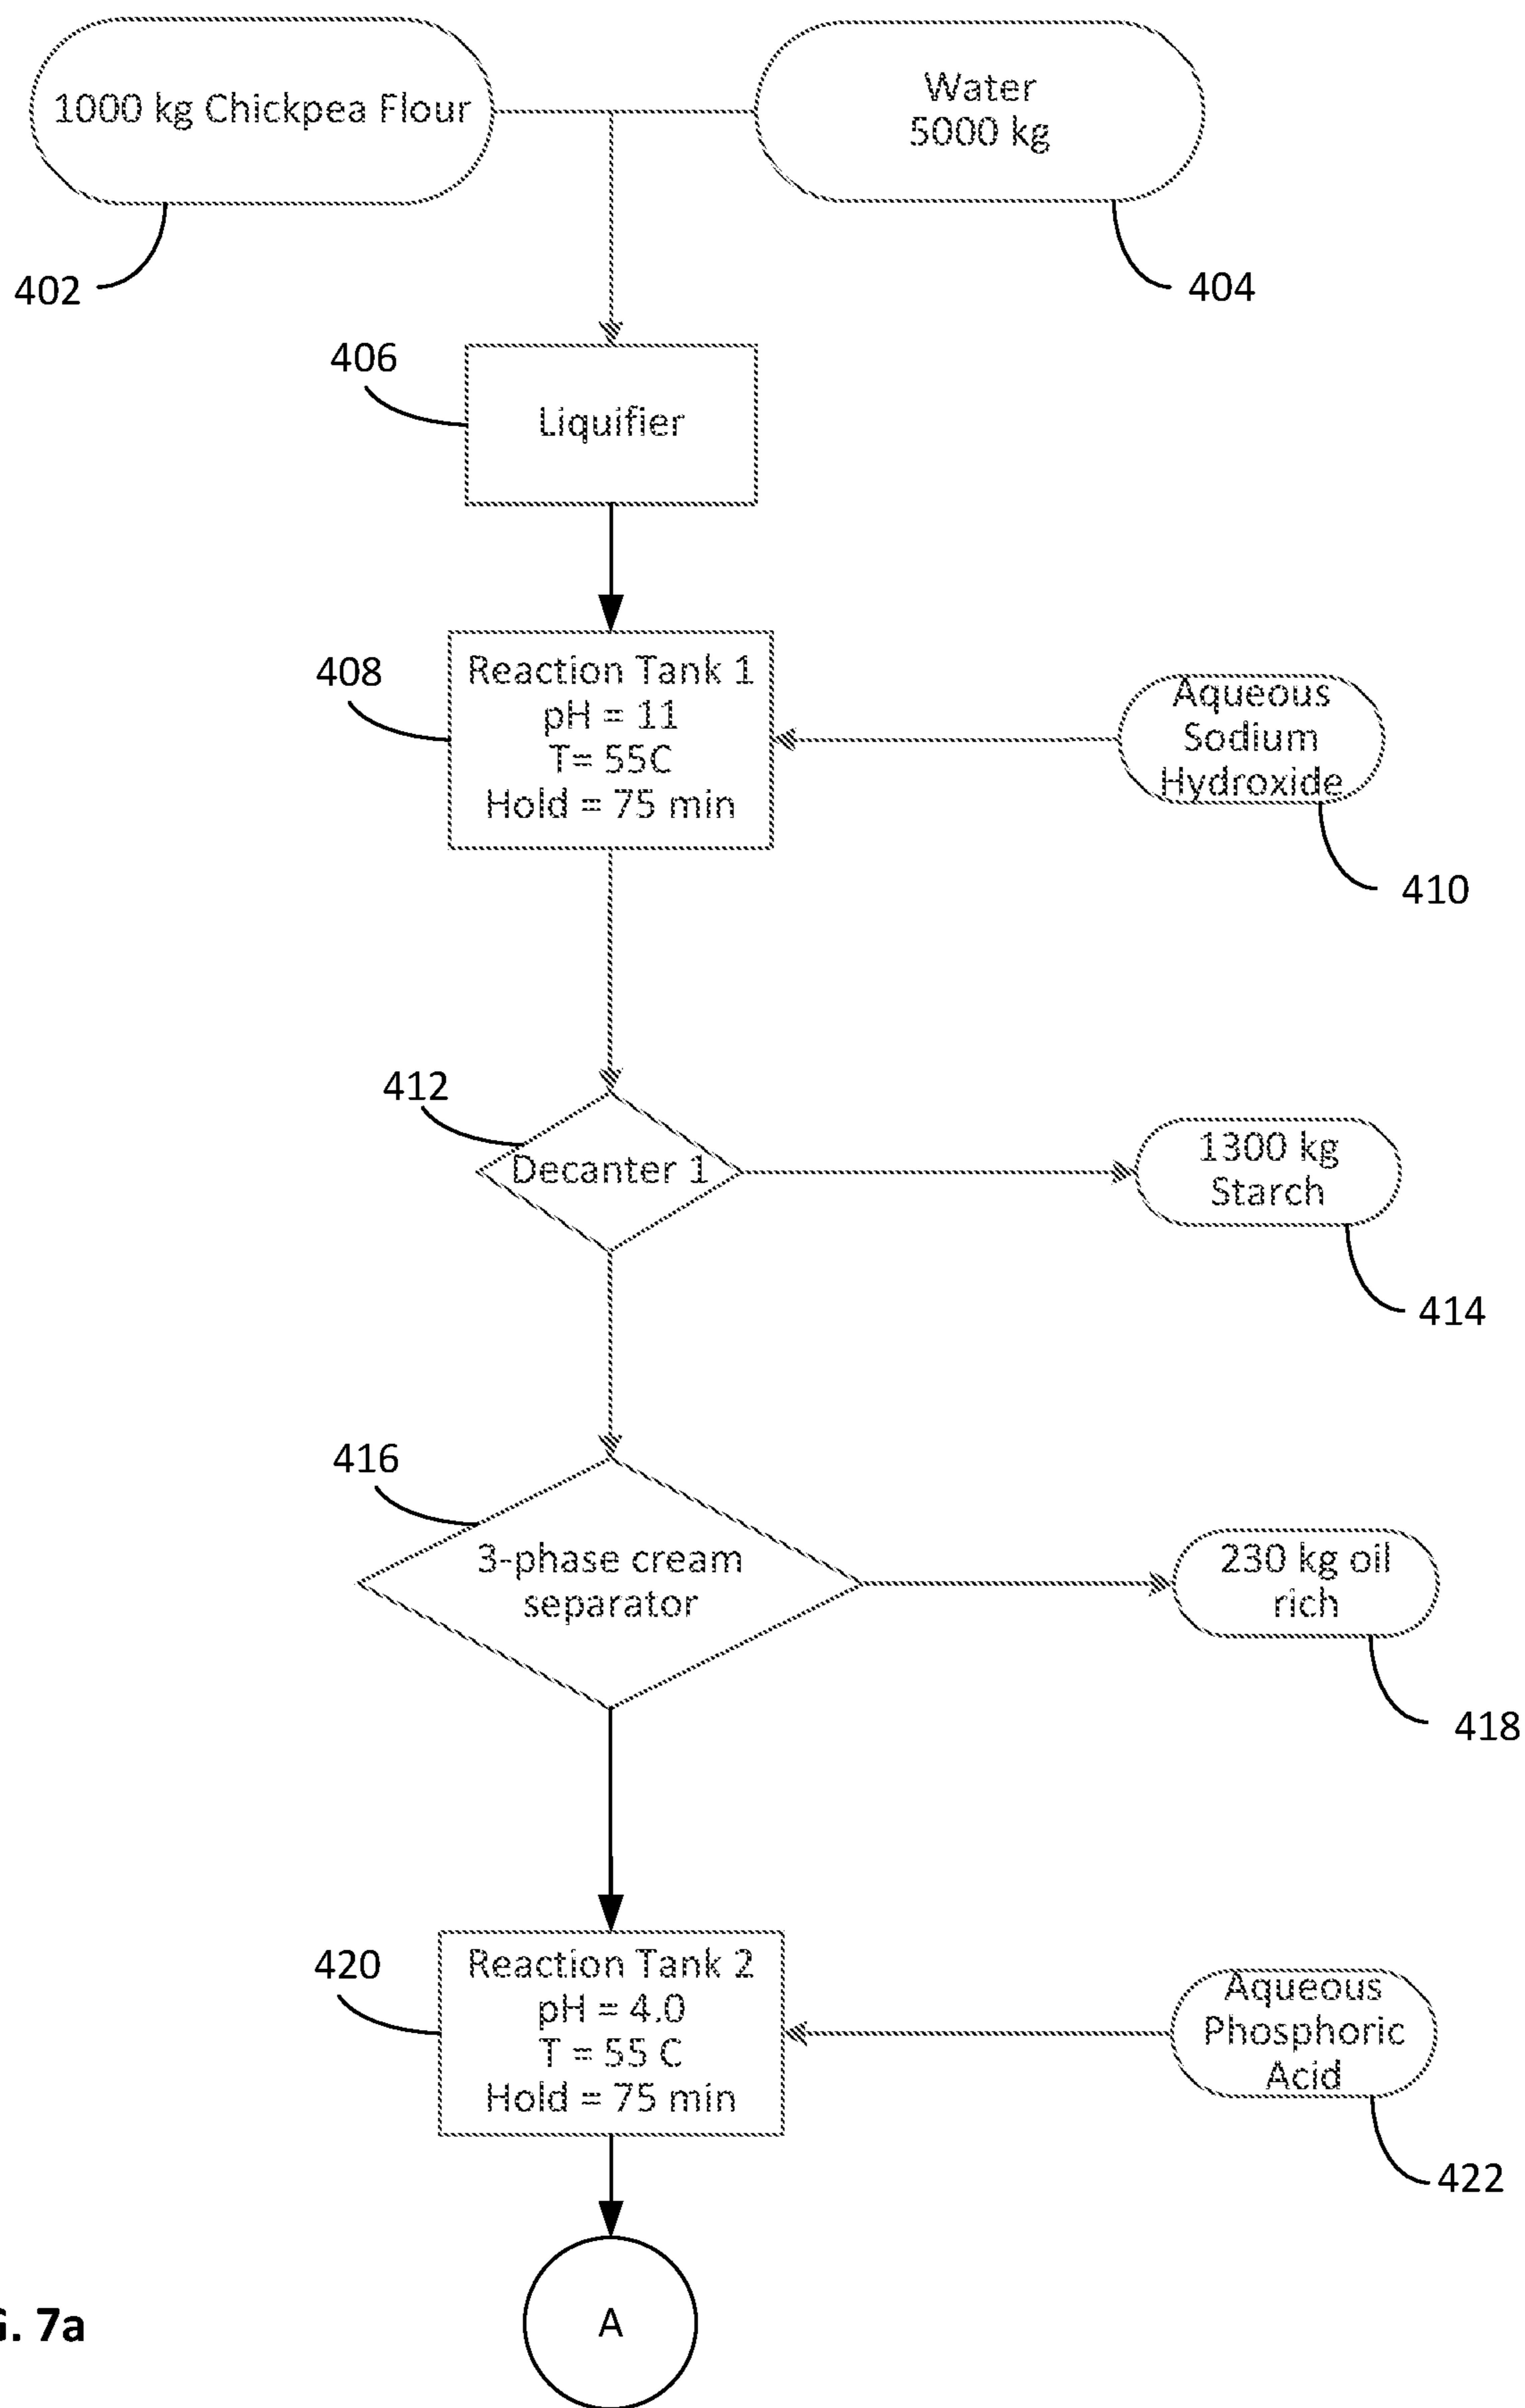 1000 kg Chickpea Flour
Water
5000 kg
402
404
406
Liquifier
408
Reaction Tank 1
pH = 11
T= 55C
Hold = 75 min
Aqueous
Sodium
Hydroxide
410
412
Decanter 1
1300 kg
Starch
414
416
3-phase cream
separator
230 kg oil
rich
418
420
Reaction Tank 2
pH = 4.0
T = 55 C
Hold = 75 min
Aqueous
Phosphoric
Acid
422
A
G. 7a